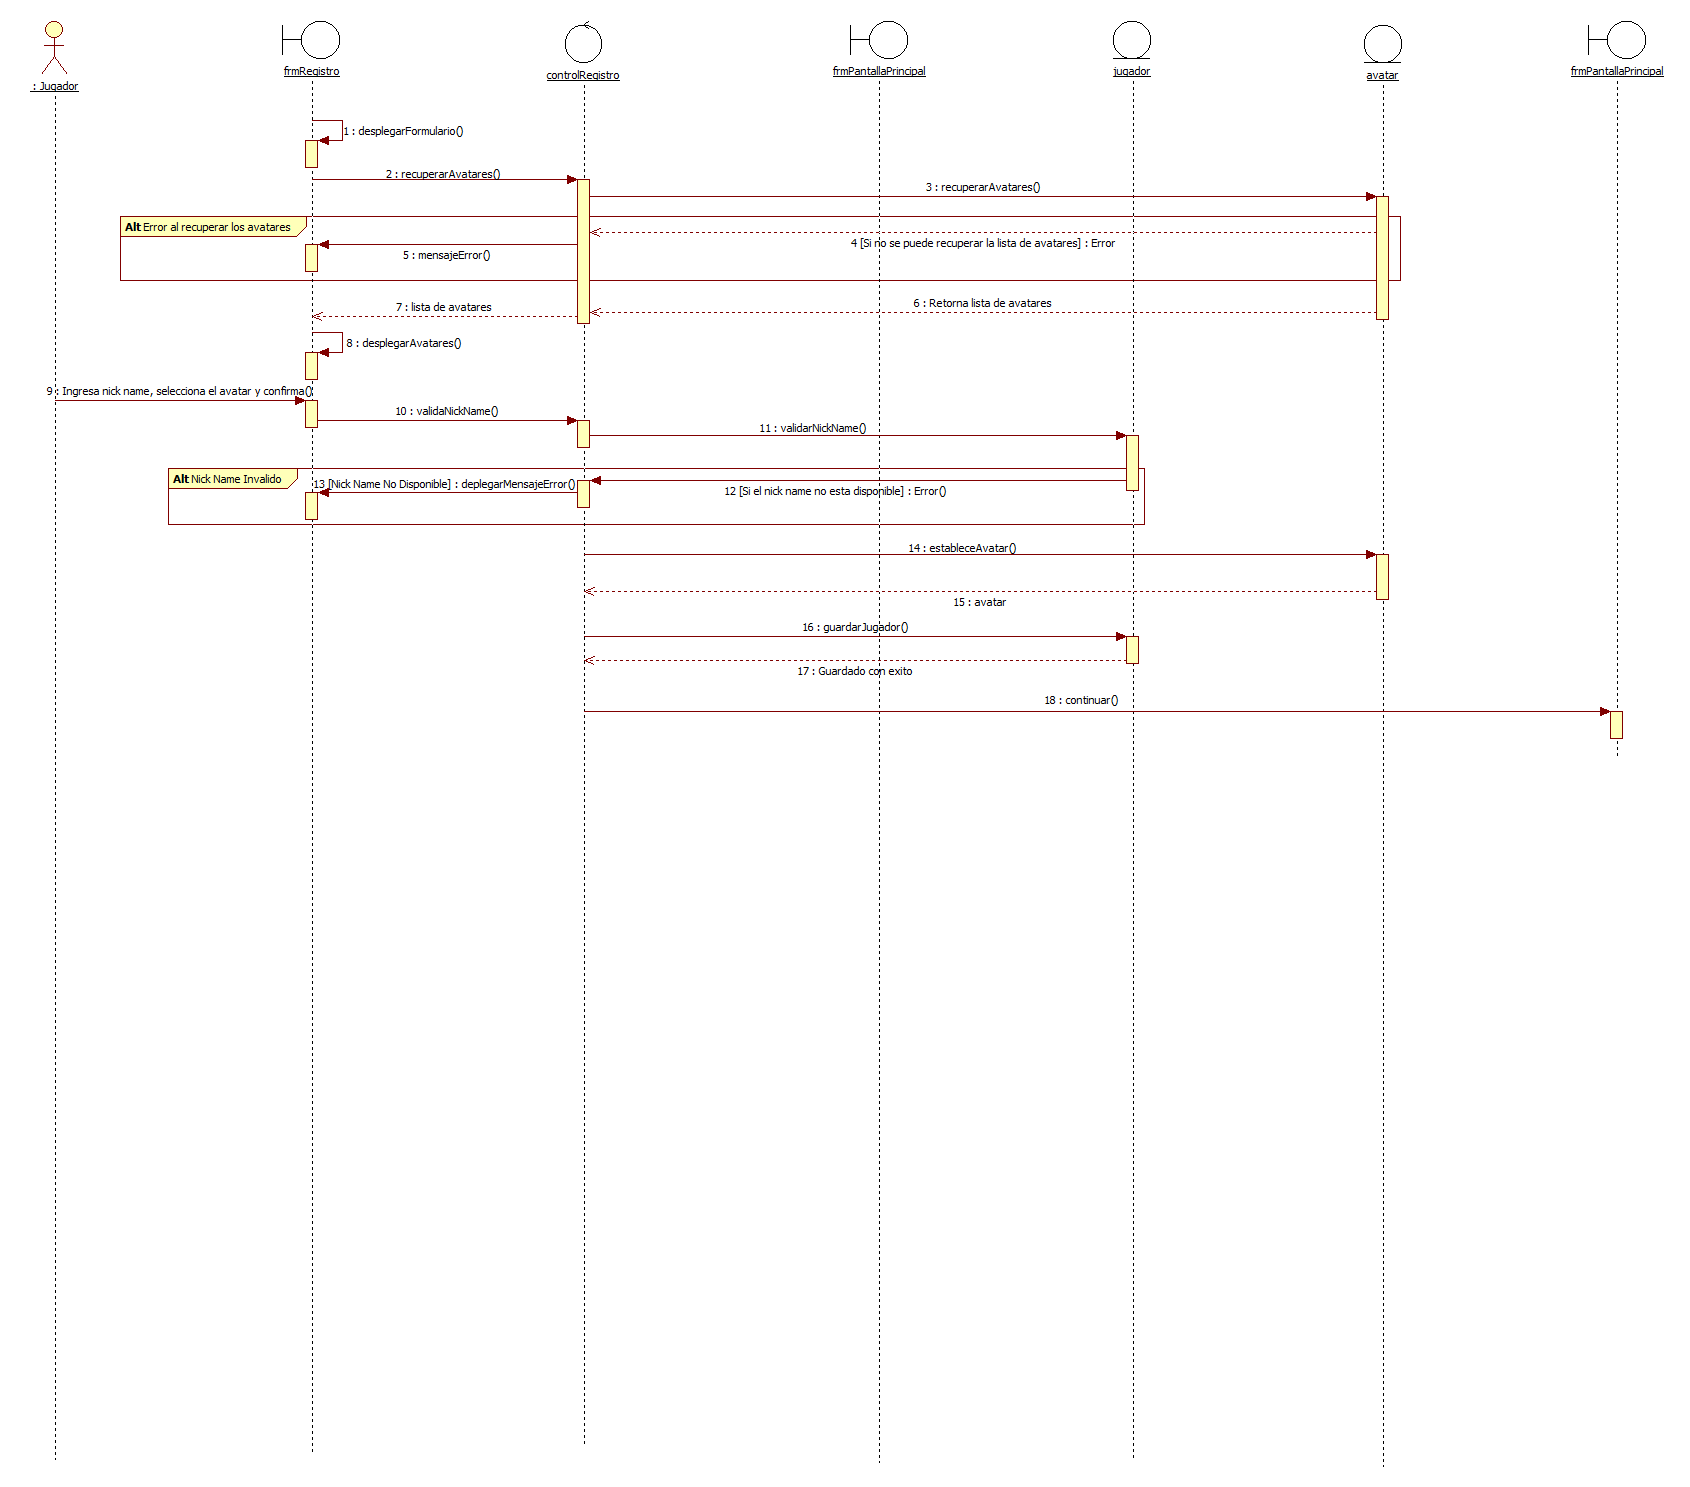 : Jugador
frmRegistro
controlRegistro
frmPantallaPrincipal
jugador
avatar
frmPantallaPrincipal
1 : desplegarFormulario()
2 : recuperarAvatares()
3 : recuperarAvatares()
Alt Error al recuperar los avatares
4 [Si no se puede recuperar la lista de avatares] : Error
5 : mensajeError()
6 : Retorna lista de avatares
7 : lista de avatares
8 : desplegarAvatares()
9 : Ingresa nick name, selecciona el avatar y confirma()
10 : validaNickName()
11 : validarNickName()
Alt Nick Name Invalido
12 [Si el nick name no esta disponible] : Error()
13 [Nick Name No Disponible] : deplegarMensajeError()
14 : estableceAvatar()
15 : avatar
16 : guardarJugador()
17 : Guardado con exito
18 : continuar()